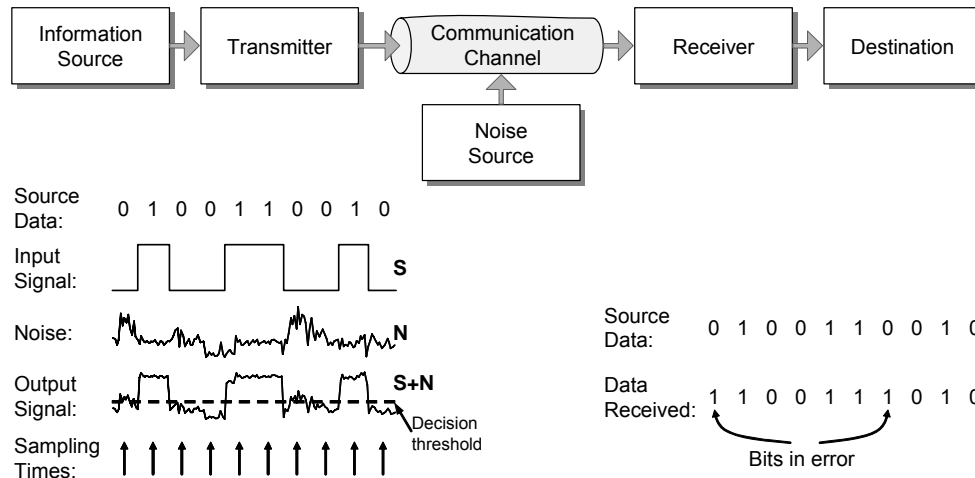 Information
Source
Transmitter
Communication
Channel
Receiver
Destination
Noise
Source
Source
Data:
0 1 0 0 1 1 0 0 1 0
Input
Signal:
S
Noise:
N
Output
Signal:
S+N
Decision
threshold
Sampling
Times:
Source
Data:
0 1 0 0 1 1 0 0 1 0
Data
Received:
1 1 0 0 1 1 1 0 1 0
Bits in error